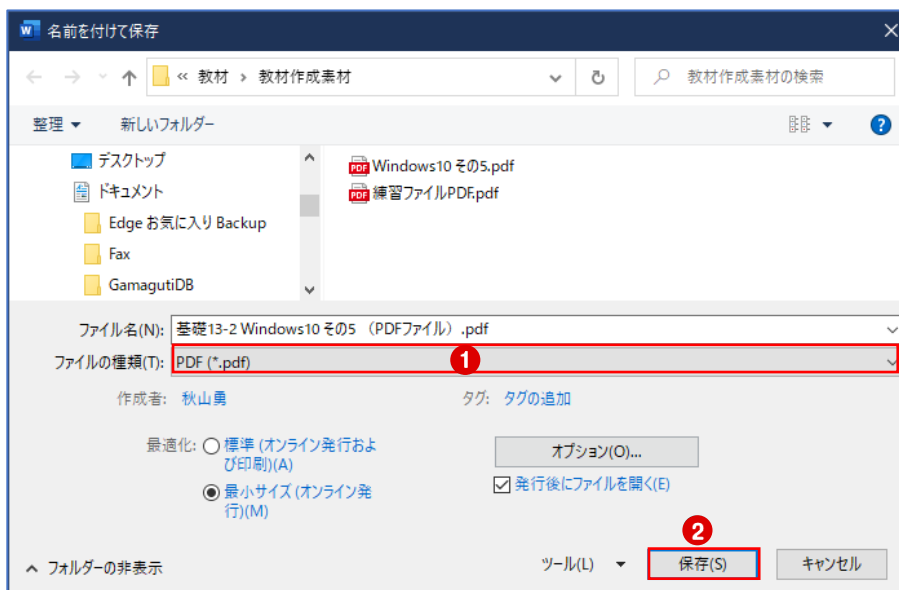 W 名前を付けて保存
« 教材 › 教材作成素材
教材作成素材の検索
整理 新しいフォルダー
?
デスクトップ
ドキュメント
Edge お気に入り Backup
Fax
GamagutiDB
PDF Windows10 その5.pdf
PDF 練習ファイルPDF.pdf
ファイル名(N): 基礎13-2 Windows10 その5 （PDFファイル）.pdf
ファイルの種類(T): PDF (*.pdf)
1
作成者: 秋山勇
タグ: タグの追加
最適化: 標準 (オンライン発行およ
び印刷)(A)
最小サイズ (オンライン発
行)(M)
オプション(O)...
発行後にファイルを開く(E)
2
フォルダーの非表示
ツール(L) 保存(S) キャンセル